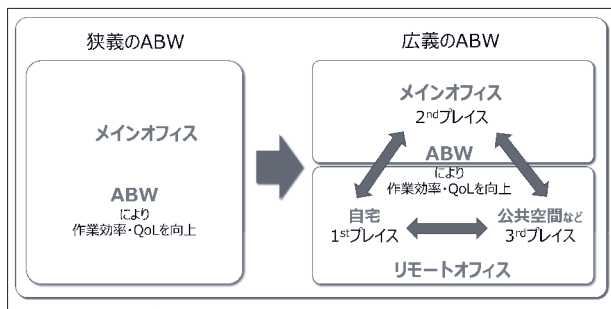 狭義のABW
メインオフィス
ABW
により
作業効率・QoLを向上
広義のABW
メインオフィス
2ndプレイス
ABW
により
作業効率・QoLを向上
自宅
1stプレイス
公共空間など
3rdプレイス
リモートオフィス